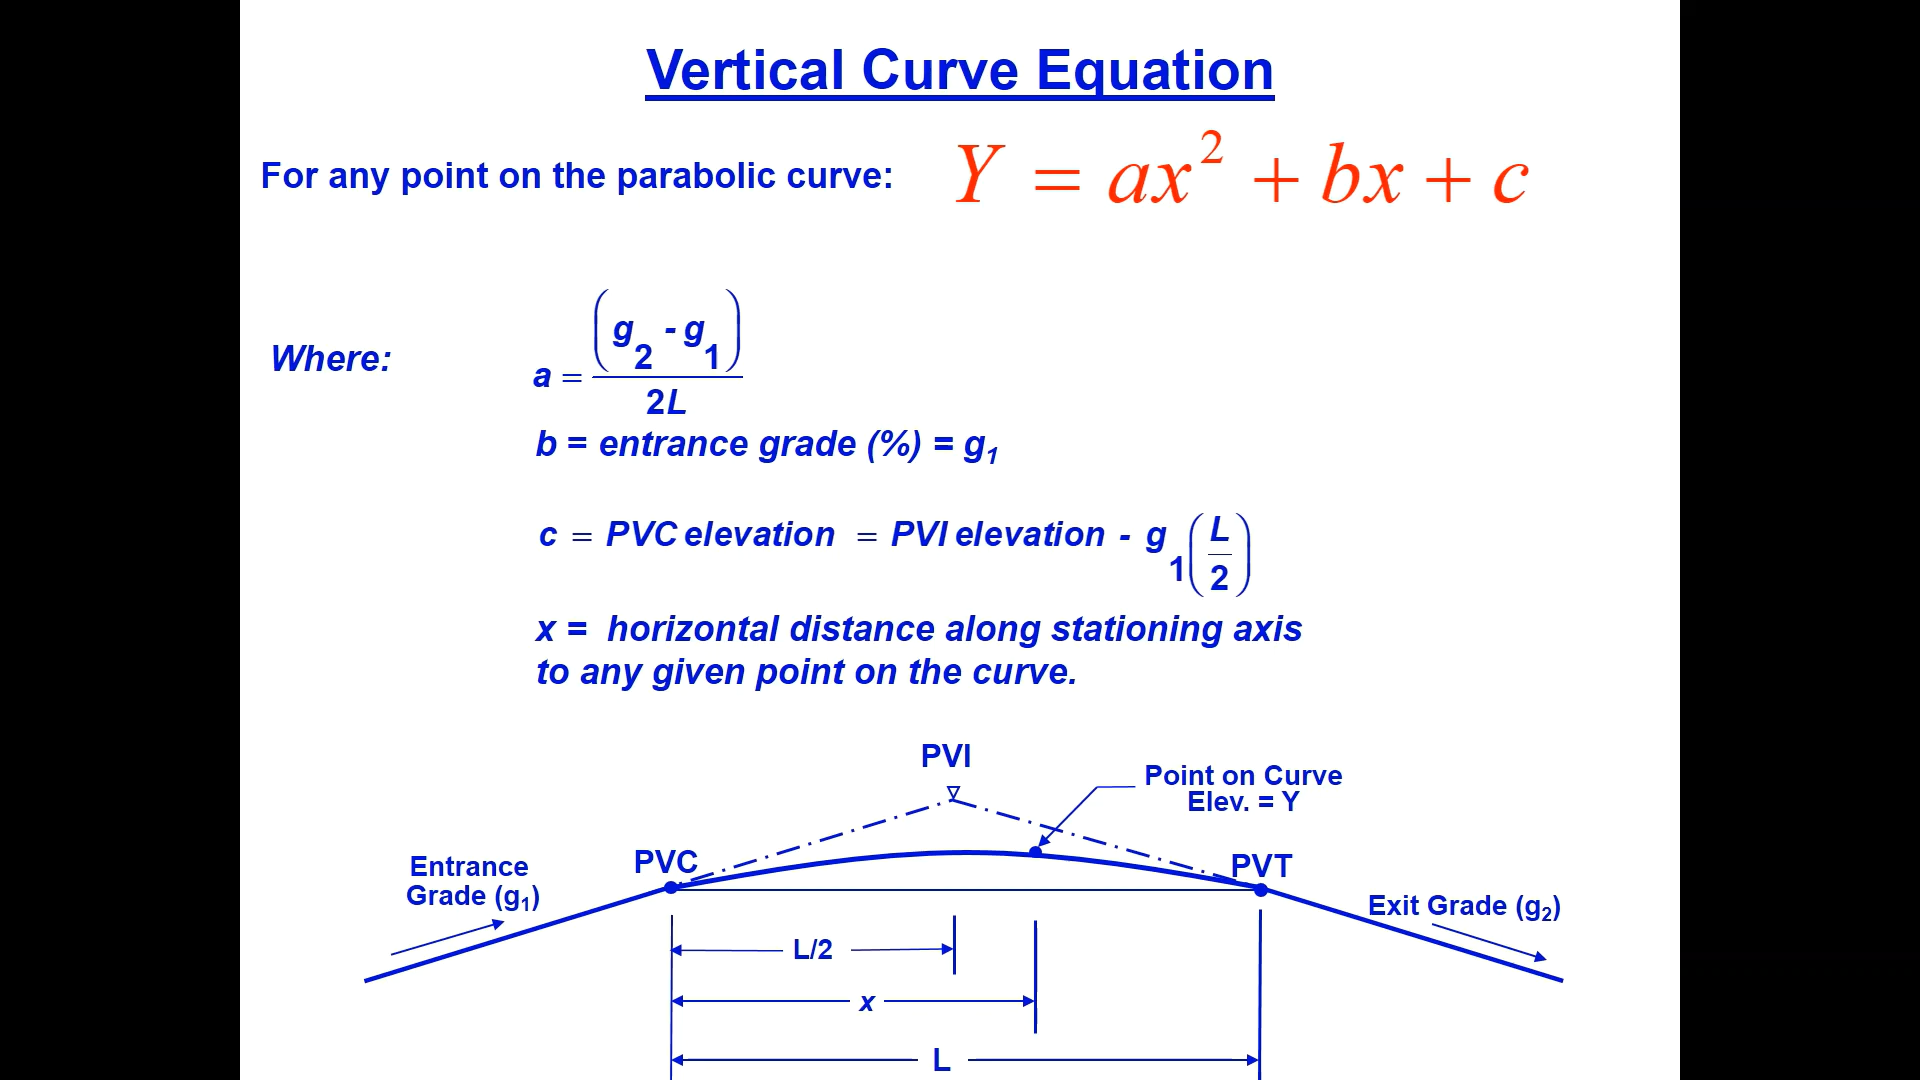 Vertical Curve Equation
For any point on the parabolic curve: Y = ax² + bx + c
Where:
a = (g₂ - g₁) / 2L
b = entrance grade (%) = g₁
c = PVC elevation = PVI elevation - g₁(L/2)
x = horizontal distance along stationing axis
to any given point on the curve.
PVI
Point on Curve
Elev. = Y
PVC
PVT
Entrance
Grade (g₁)
Exit Grade (g₂)
L/2
x
L